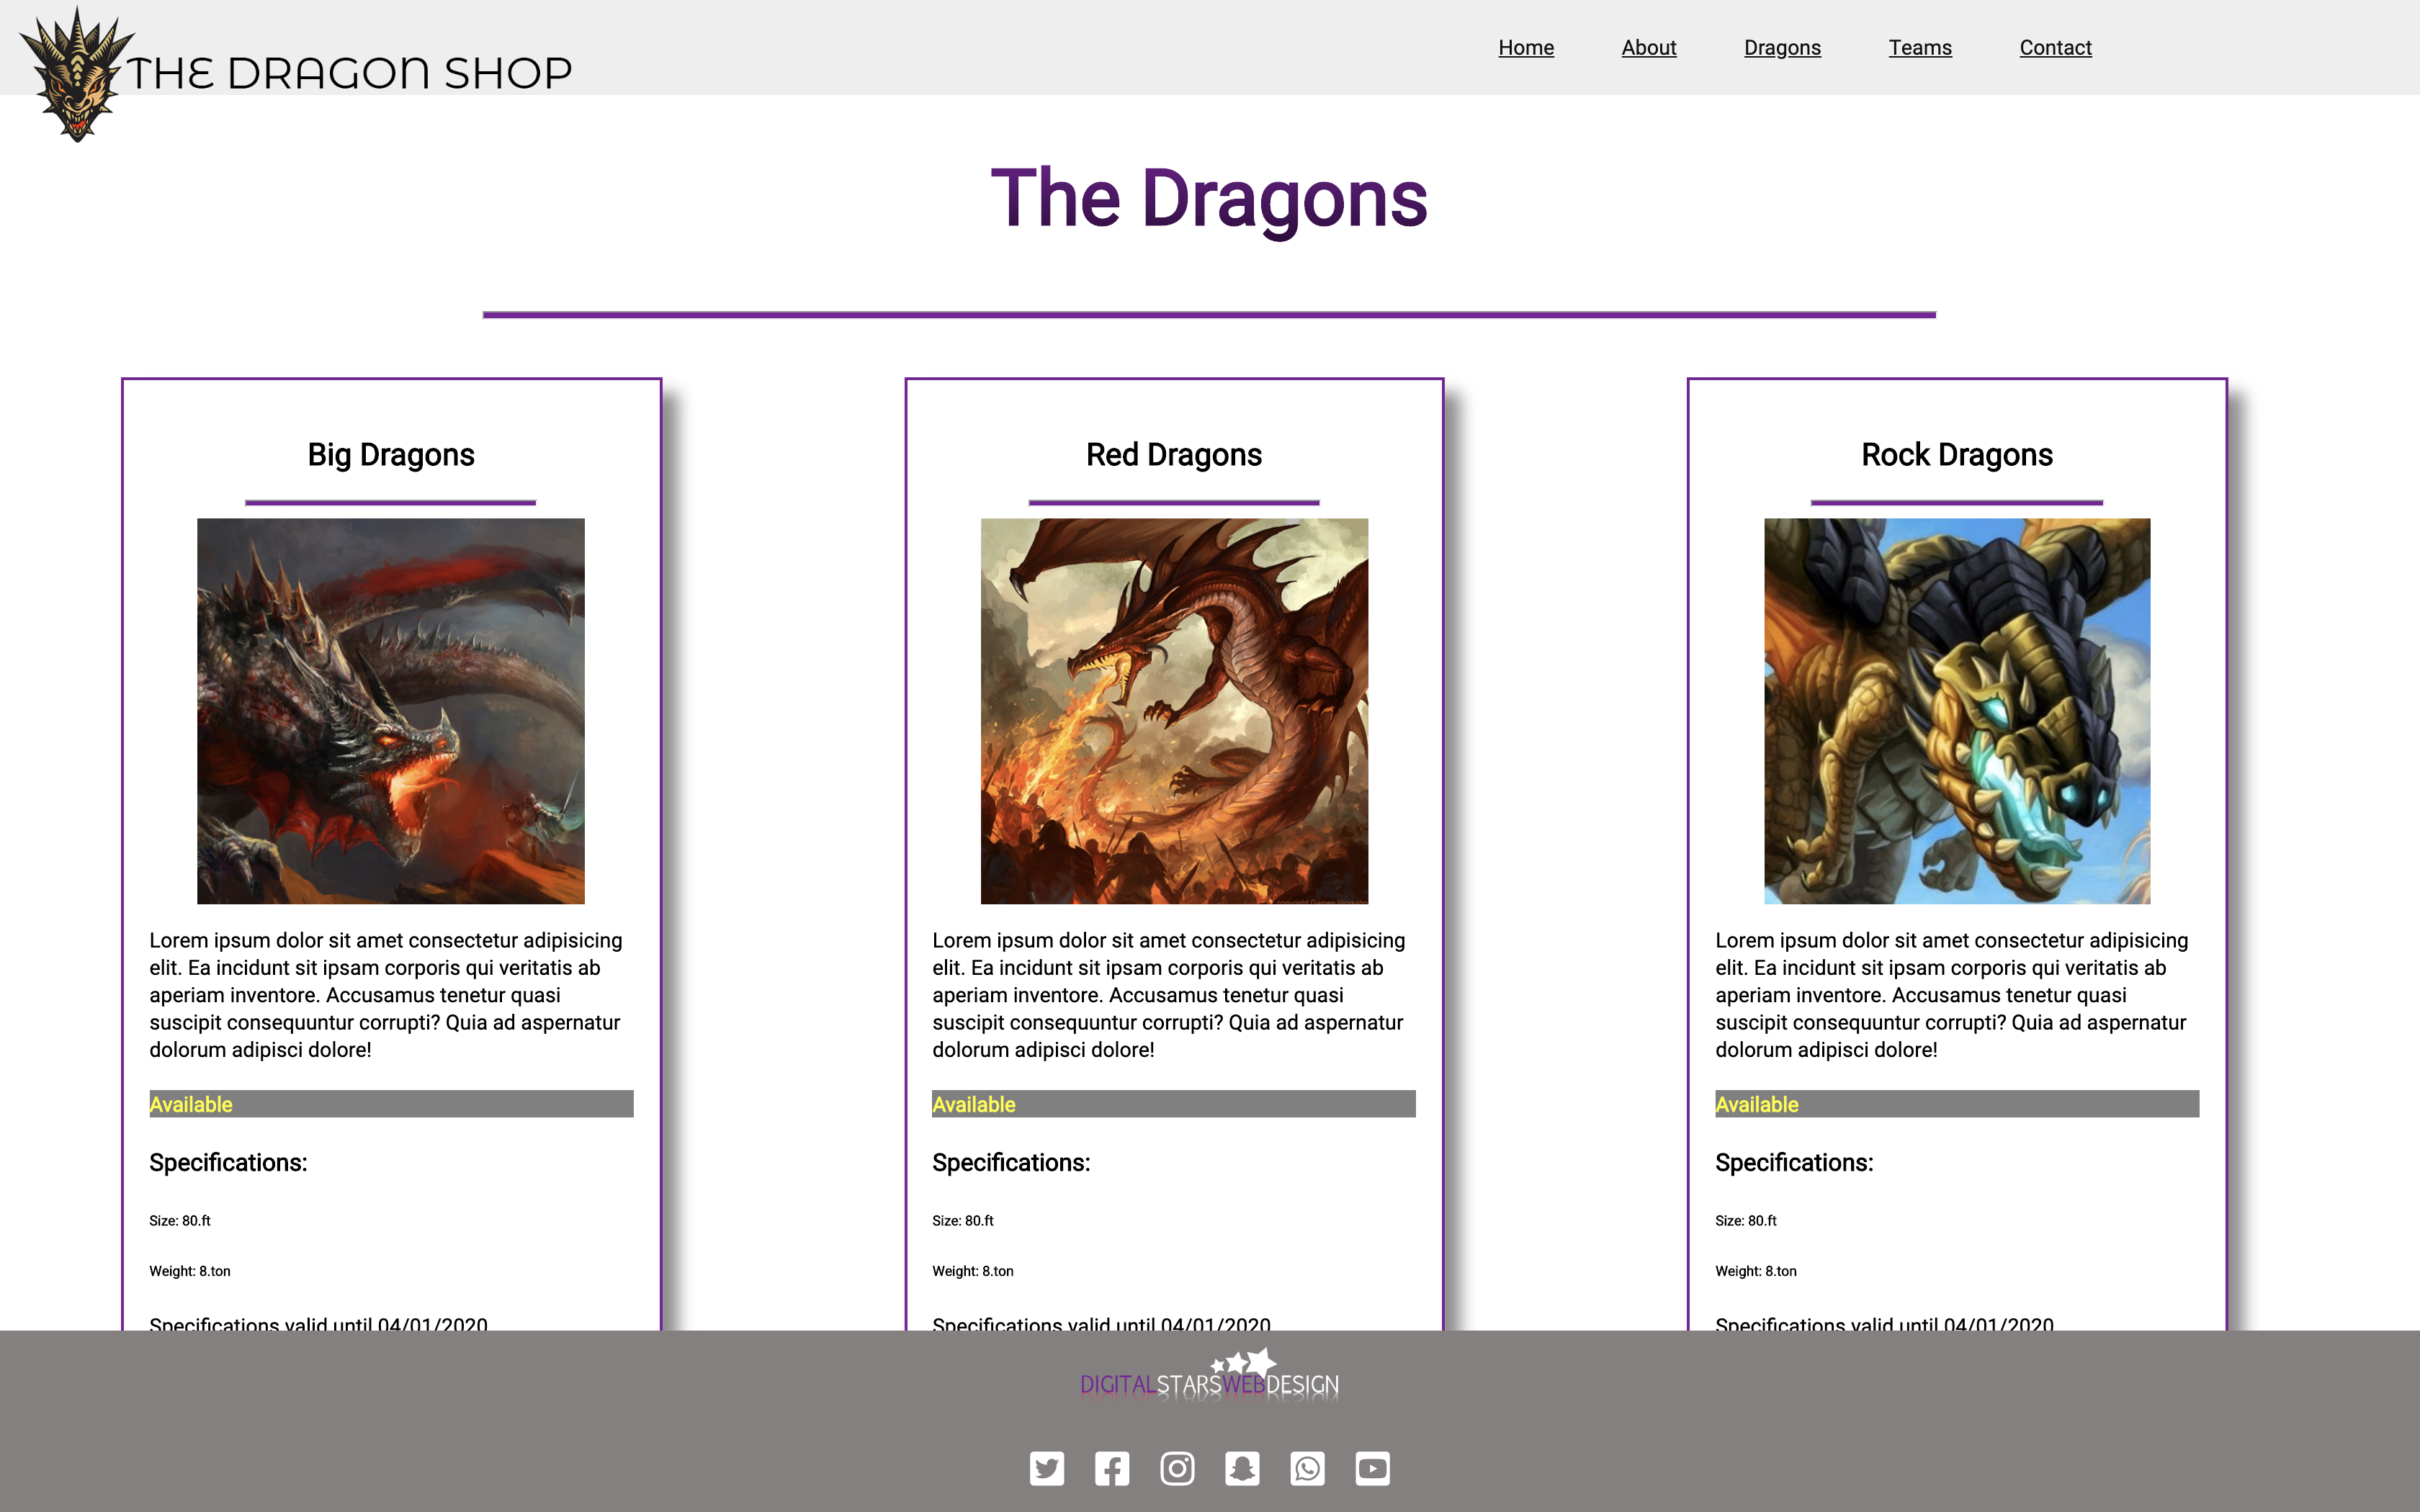 THE DRAGON SHOP
Home About Dragons Teams Contact
The Dragons
Big Dragons
Lorem ipsum dolor sit amet consectetur adipisicing
elit. Ea incidunt sit ipsam corporis qui veritatis ab
aperiam inventore. Accusamus tenetur quasi
suscipit consequuntur corrupti? Quia ad aspernatur
dolorum adipisci dolore!
Available
Specifications:
Size: 80.ft
Weight: 8.ton
Specifications valid until 04/01/2020
Red Dragons
copyright Games
Lorem ipsum dolor sit amet consectetur adipisicing
elit. Ea incidunt sit ipsam corporis qui veritatis ab
aperiam inventore. Accusamus tenetur quasi
suscipit consequuntur corrupti? Quia ad aspernatur
dolorum adipisci dolore!
Available
Specifications:
Size: 80.ft
Weight: 8.ton
Specifications valid until 04/01/2020
Rock Dragons
Lorem ipsum dolor sit amet consectetur adipisicing
elit. Ea incidunt sit ipsam corporis qui veritatis ab
aperiam inventore. Accusamus tenetur quasi
suscipit consequuntur corrupti? Quia ad aspernatur
dolorum adipisci dolore!
Available
Specifications:
Size: 80.ft
Weight: 8.ton
Specifications valid until 04/01/2020
DIGITALSTARSWEBDESIGN